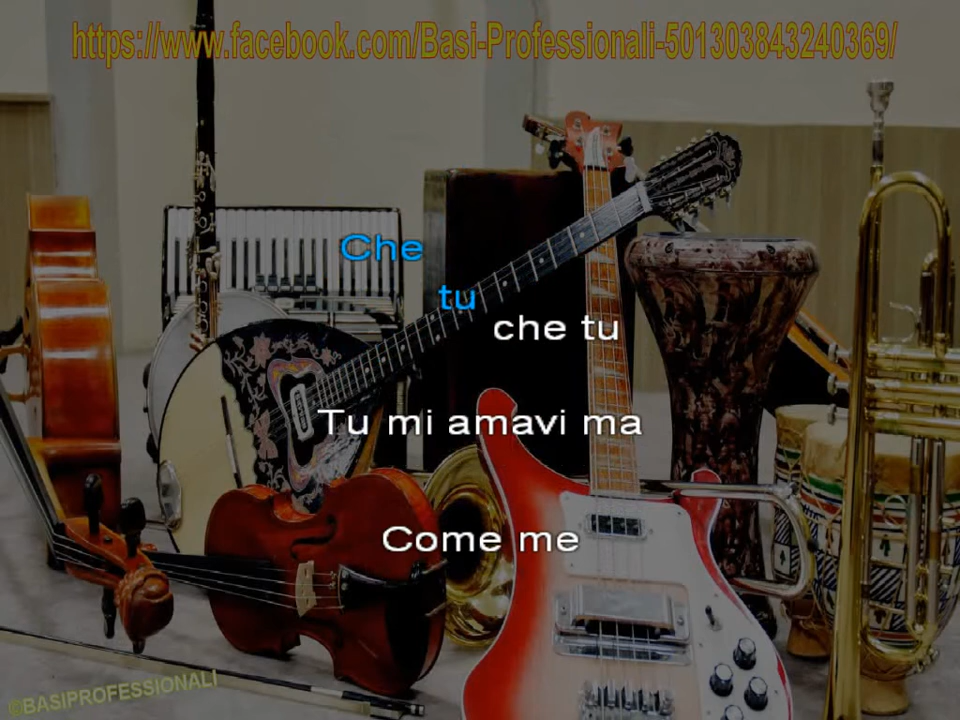 https://www.facebook.com/Basi-Professionali-501303843240369/
Che
tu
che tu
Tu mi amavi ma
Come me
©BASIPROFESSIONALI